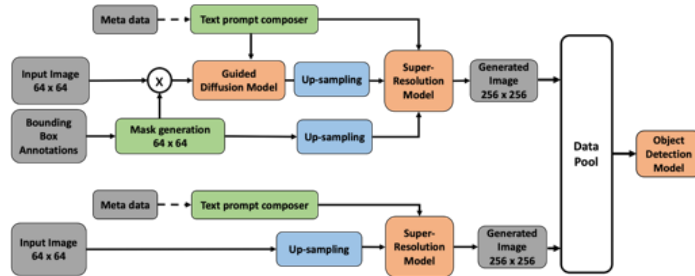 Meta data
Text prompt composer
Input Image
64 x 64
X
Guided
Diffusion Model
Up-sampling
Super-
Resolution
Model
Generated
Image
256 x 256
Bounding
Box
Annotations
Mask generation
64 x 64
Up-sampling
Data
Pool
Object
Detection
Model
Meta data
Text prompt composer
Input Image
64 x 64
Up-sampling
Super-
Resolution
Model
Generated
Image
256 x 256